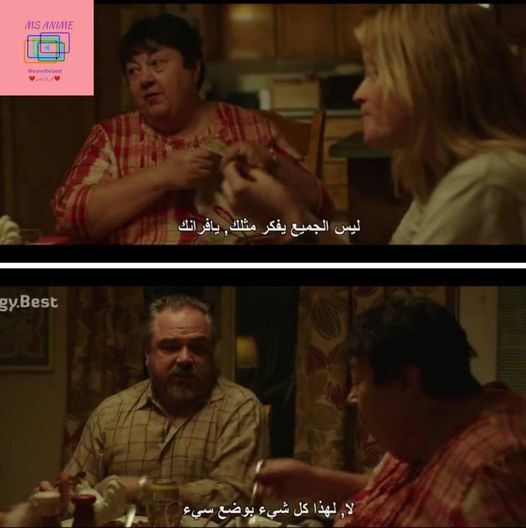 MS ANIME
We are the best
ليس الجميع يفكر مثلك, يافرانك
gy.Best
لا, لهذا كل شيء بوضع سيء